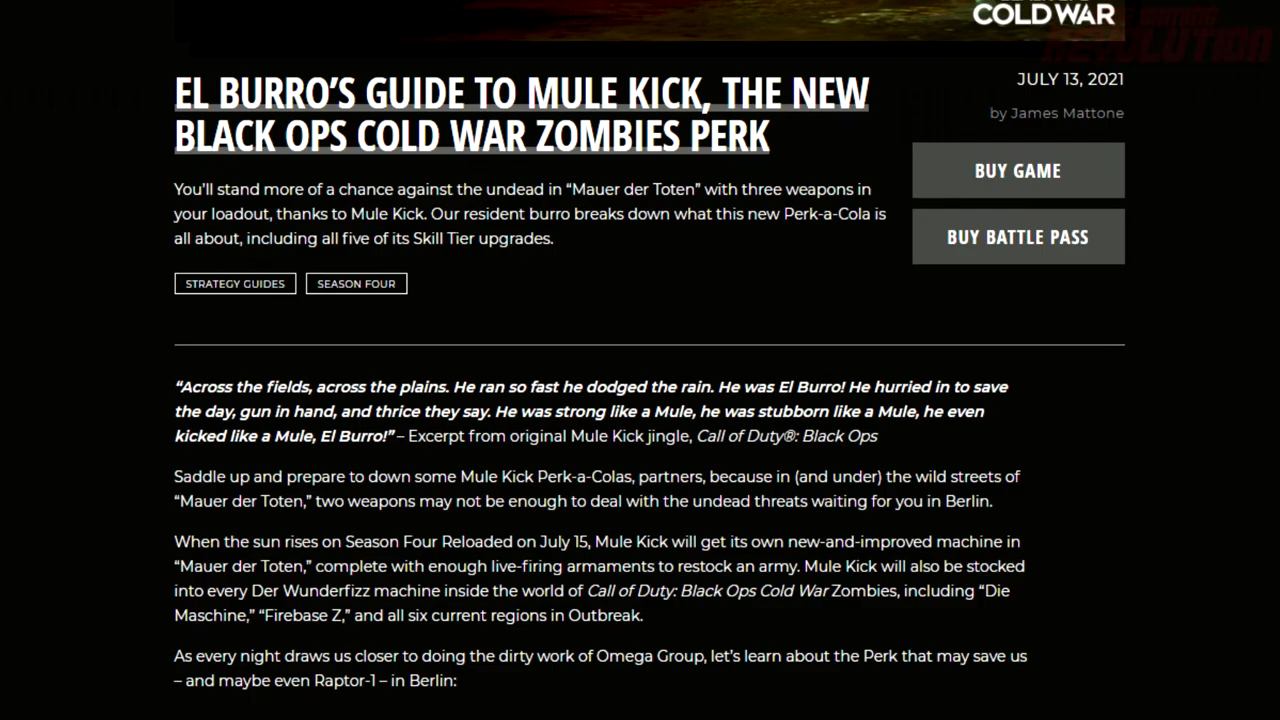 COLD WAR
REVOLUTION
JULY 13, 2021
by James Mattone
EL BURRO'S GUIDE TO MULE KICK, THE NEW
BLACK OPS COLD WAR ZOMBIES PERK
BUY GAME
BUY BATTLE PASS
You'll stand more of a chance against the undead in “Mauer der Toten” with three weapons in
your loadout, thanks to Mule Kick. Our resident burro breaks down what this new Perk-a-Cola is
all about, including all five of its Skill Tier upgrades.
STRATEGY GUIDES
SEASON FOUR
“Across the fields, across the plains. He ran so fast he dodged the rain. He was El Burro! He hurried in to save
the day, gun in hand, and thrice they say. He was strong like a Mule, he was stubborn like a Mule, he even
kicked like a Mule, El Burro!” – Excerpt from original Mule Kick jingle, Call of Duty®: Black Ops
Saddle up and prepare to down some Mule Kick Perk-a-Colas, partners, because in (and under) the wild streets of
“Mauer der Toten,” two weapons may not be enough to deal with the undead threats waiting for you in Berlin.
When the sun rises on Season Four Reloaded on July 15, Mule Kick will get its own new-and-improved machine in
“Mauer der Toten,” complete with enough live-firing armaments to restock an army. Mule Kick will also be stocked
into every Der Wunderfizz machine inside the world of Call of Duty: Black Ops Cold War Zombies, including “Die
Maschine,” “Firebase Z,” and all six current regions in Outbreak.
As every night draws us closer to doing the dirty work of Omega Group, let’s learn about the Perk that may save us
– and maybe even Raptor-1 – in Berlin: